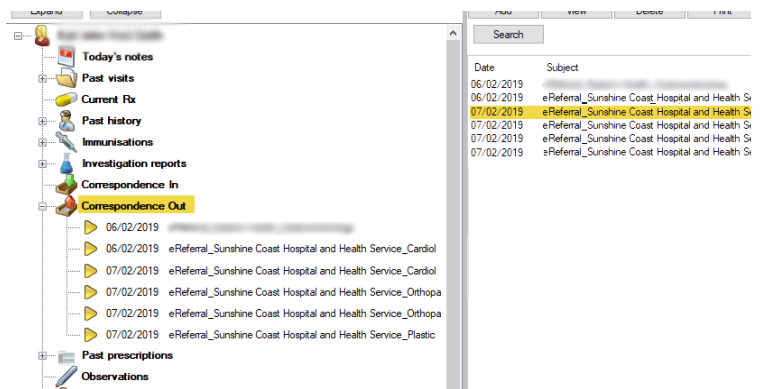 Expand Collapse
Today's notes
Past visits
Current Rx
Past history
Immunisations
Investigation reports
Correspondence In
Correspondence Out
06/02/2019
06/02/2019 eReferral_Sunshine Coast Hospital and Health Service_Cardiol
07/02/2019 eReferral_Sunshine Coast Hospital and Health Service_Cardiol
07/02/2019 eReferral_Sunshine Coast Hospital and Health Service_Orthopa
07/02/2019 eReferral_Sunshine Coast Hospital and Health Service_Orthopa
07/02/2019 eReferral_Sunshine Coast Hospital and Health Service_Plastic
Past prescriptions
Observations
Add View Delete Print
Search
Date Subject
06/02/2019
06/02/2019 eReferral_Sunshine Coast_Hospital and Health Se
07/02/2019 eReferral_Sunshine Coast Hospital and Health Se
07/02/2019 eReferral_Sunshine Coast Hospital and Health Se
07/02/2019 eReferral_Sunshine Coast Hospital and Health Se
07/02/2019 eReferral_Sunshine Coast Hospital and Health Se